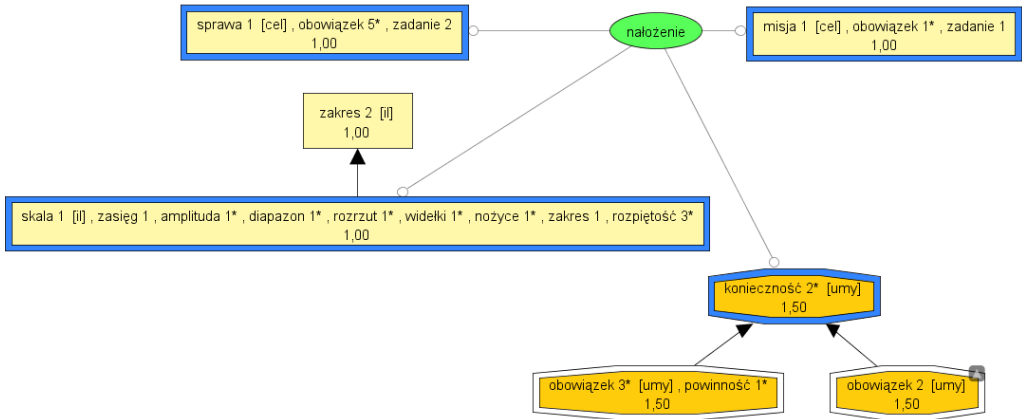 sprawa 1 [cel] , obowiązek 5* , zadanie 2
1,00
nałożenie
misja 1 [cel] , obowiązek 1* , zadanie 1
1,00
zakres 2 [il]
1,00
skala 1 [il] , zasięg 1 , amplituda 1* , diapazon 1* , rozrzut 1* , widełki 1* , nożyce 1* , zakres 1 , rozpiętość 3*
1,00
konieczność 2* [umy]
1,50
obowiązek 3* [umy] , powinność 1*
1,50
obowiązek 2 [umy]
1,50